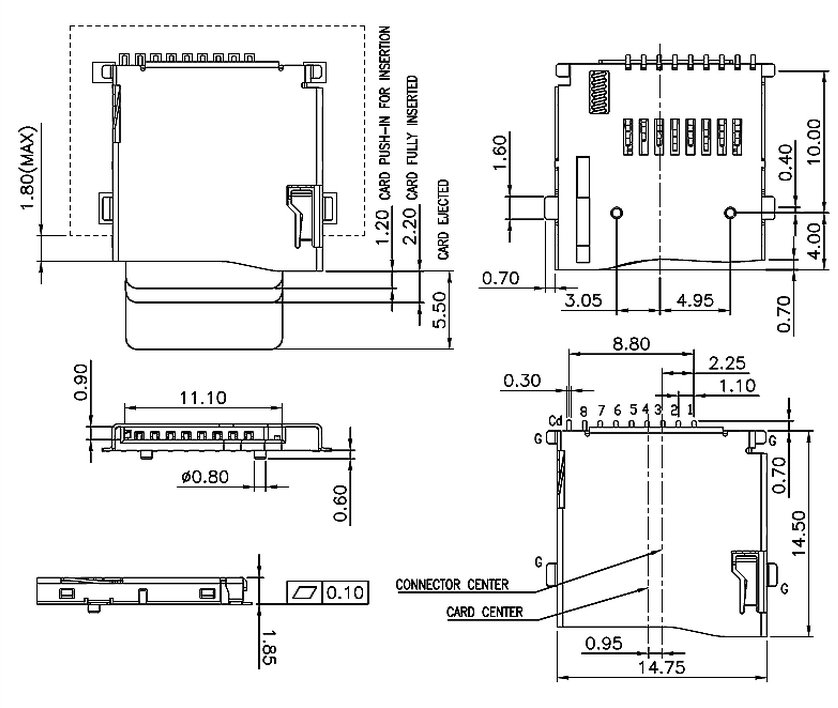 1.80(MAX)
1.20 CARD PUSH-IN FOR INSERTION
2.20 CARD FULLY INSERTED
CARD EJECTED
5.50
1.60
0.40
10.00
4.00
0.70
3.05
4.95
0.70
0.90
11.10
ø0.80
0.60
0.10
1.85
8.80
2.25
0.30
1.10
Cd 8 7 6 5 4 3 2 1
G
G
0.70
14.50
G
G
CONNECTOR CENTER
CARD CENTER
0.95
14.75